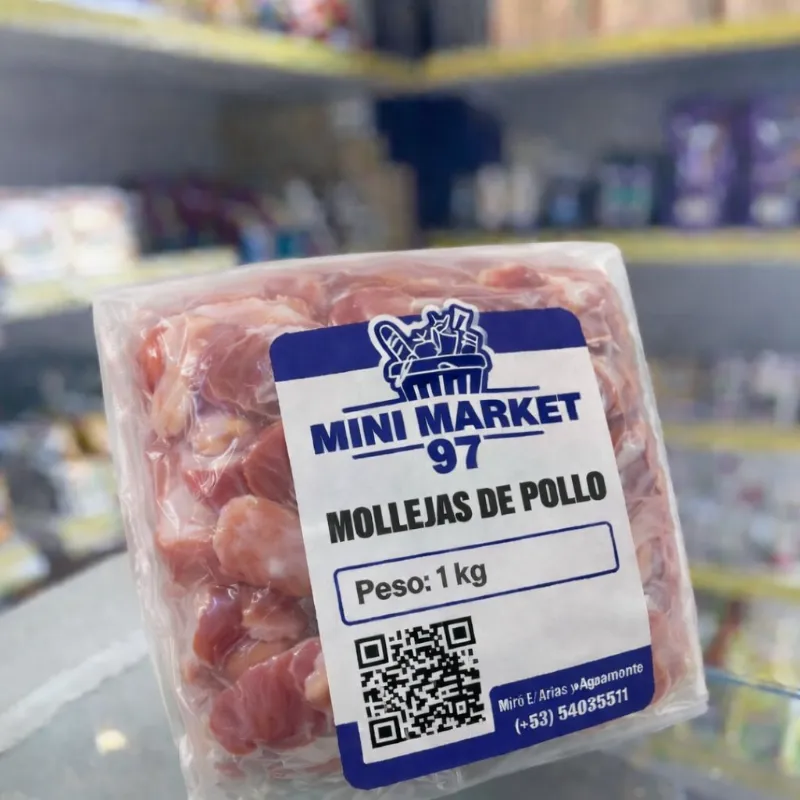 MINI MARKET
97
MOLLEJAS DE POLLO
Peso: 1 kg
Miró E/ Arias y Agaamonte
(+53) 54035511